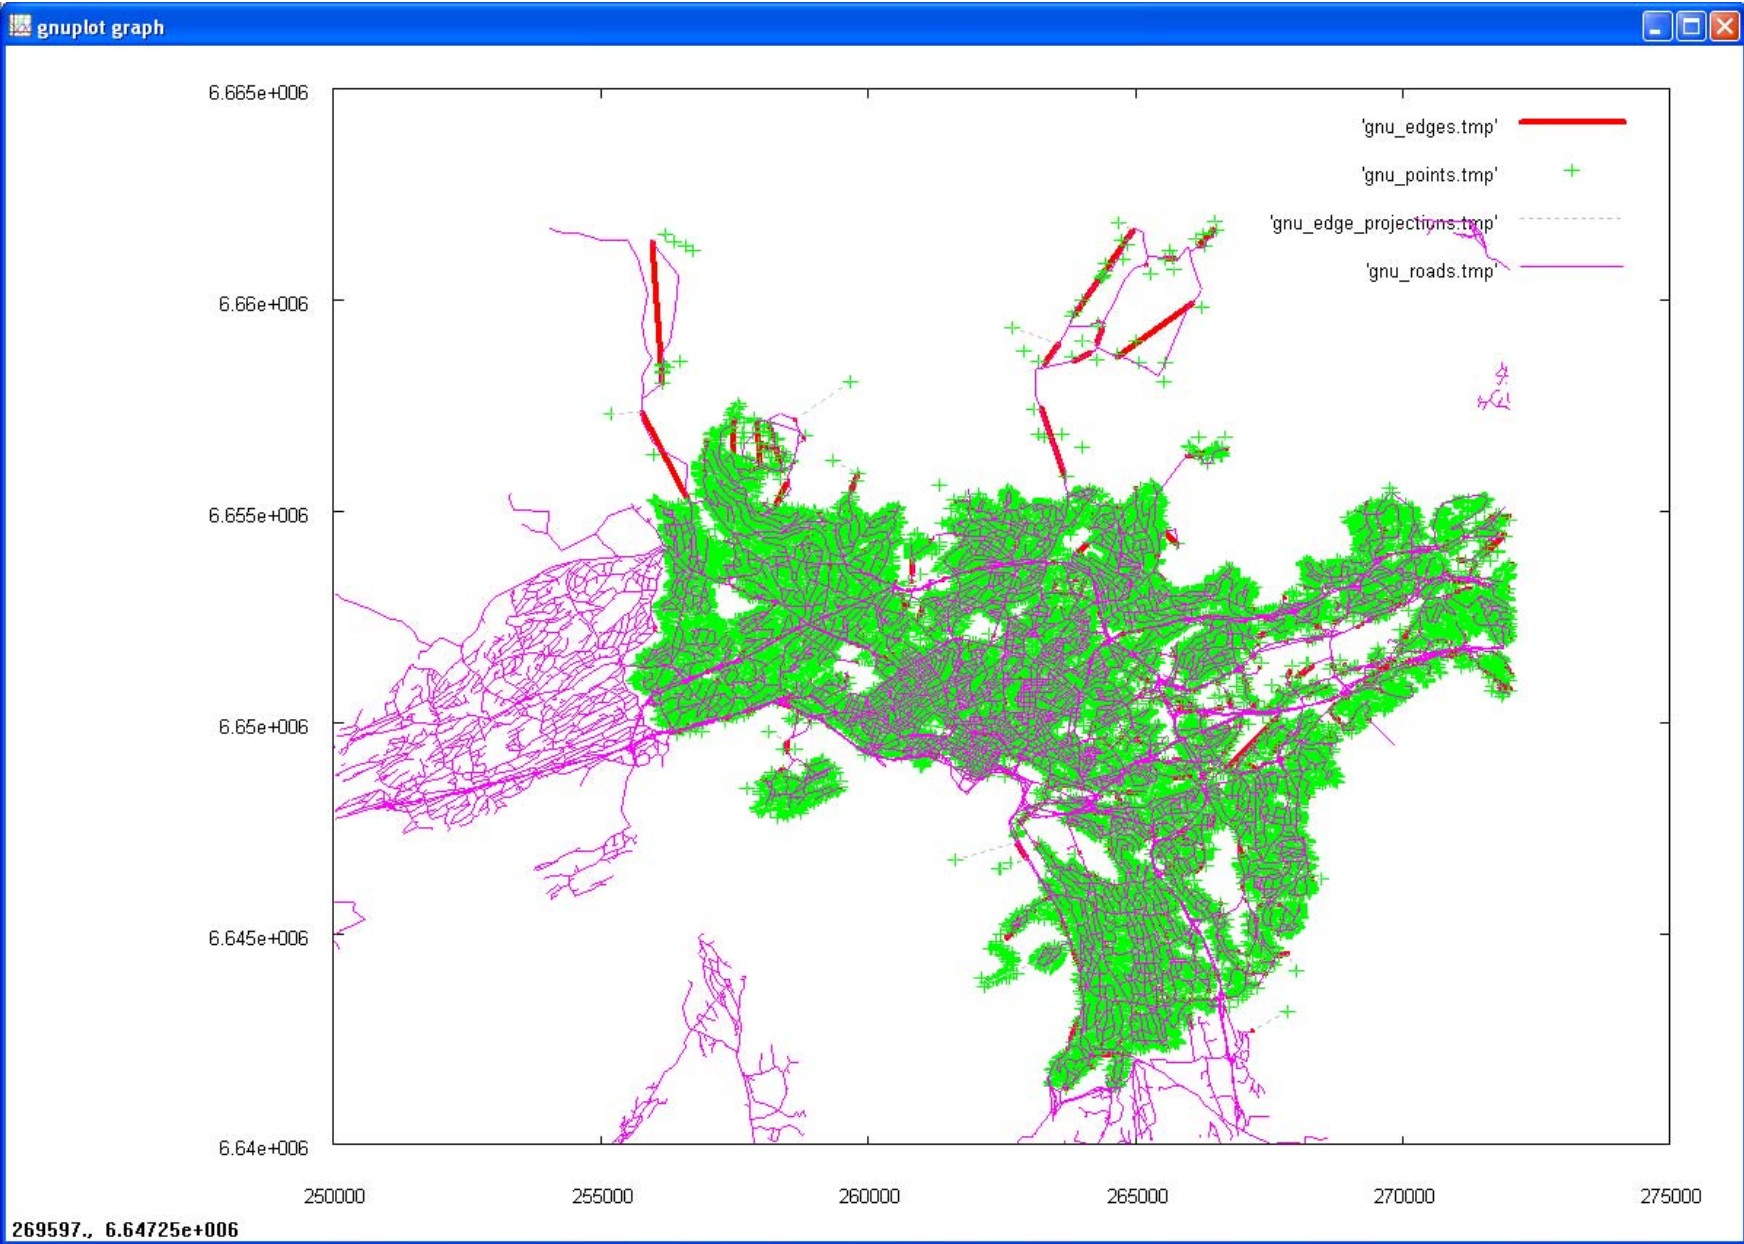 gnuplot graph
6.665e+006
6.66e+006
6.655e+006
6.65e+006
6.645e+006
6.64e+006
'gnu_edges.tmp'
'gnu_points.tmp'
'gnu_edge_projections.tmp'
'gnu_roads.tmp'
250000
255000
260000
265000
270000
275000
269597., 6.64725e+006